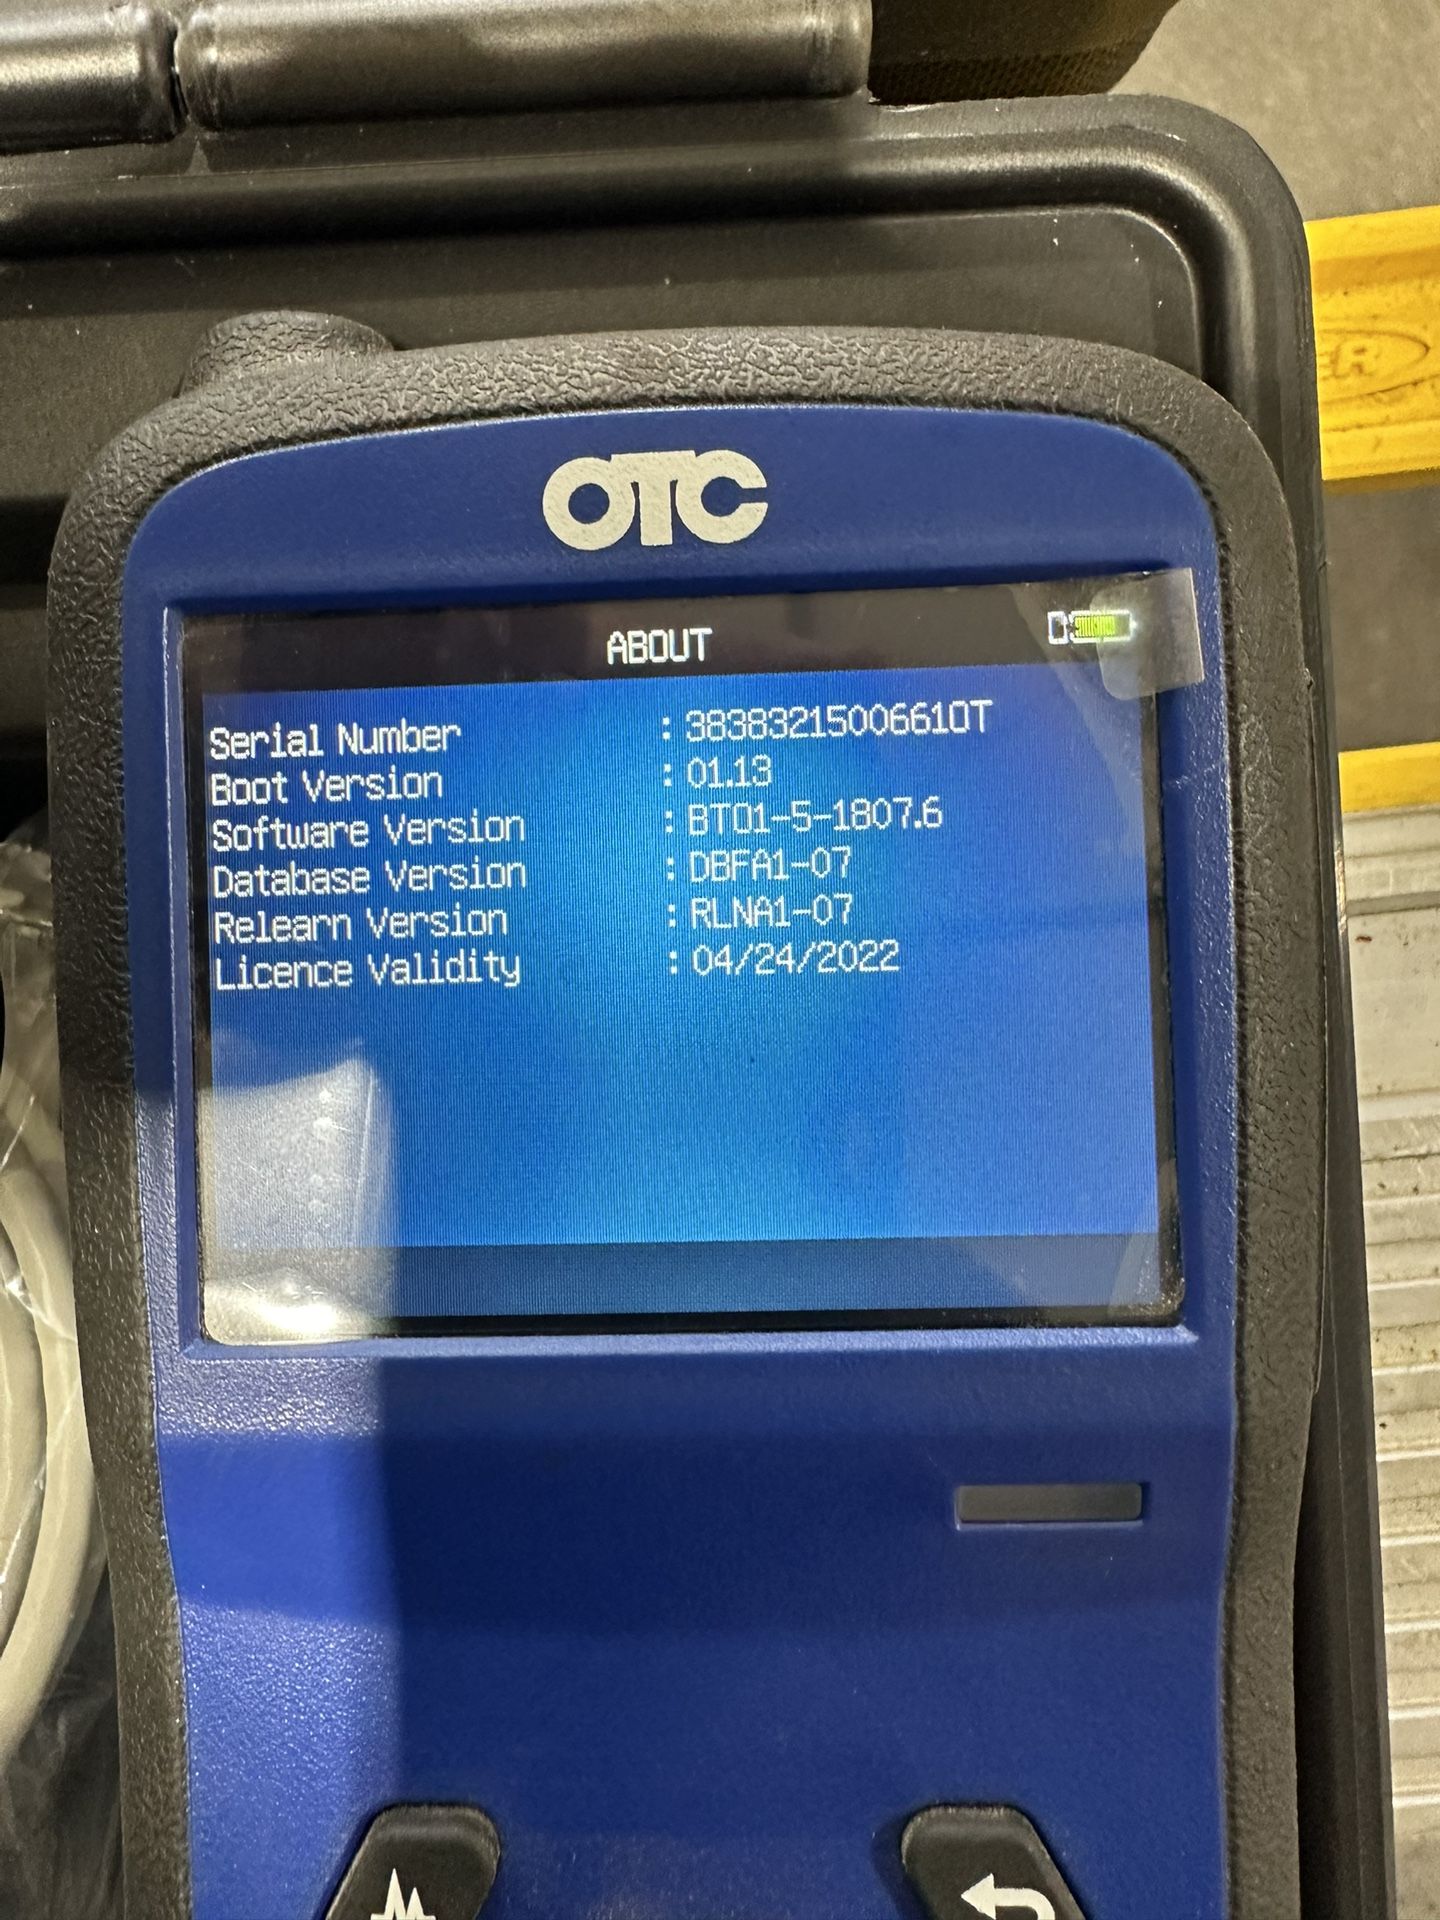 OTC
ABOUT
Serial Number : 38383215006610T
Boot Version : 01.13
Software Version : BT01-5-1807.6
Database Version : DBFA1-07
Relearn Version : RLNA1-07
Licence Validity : 04/24/2022